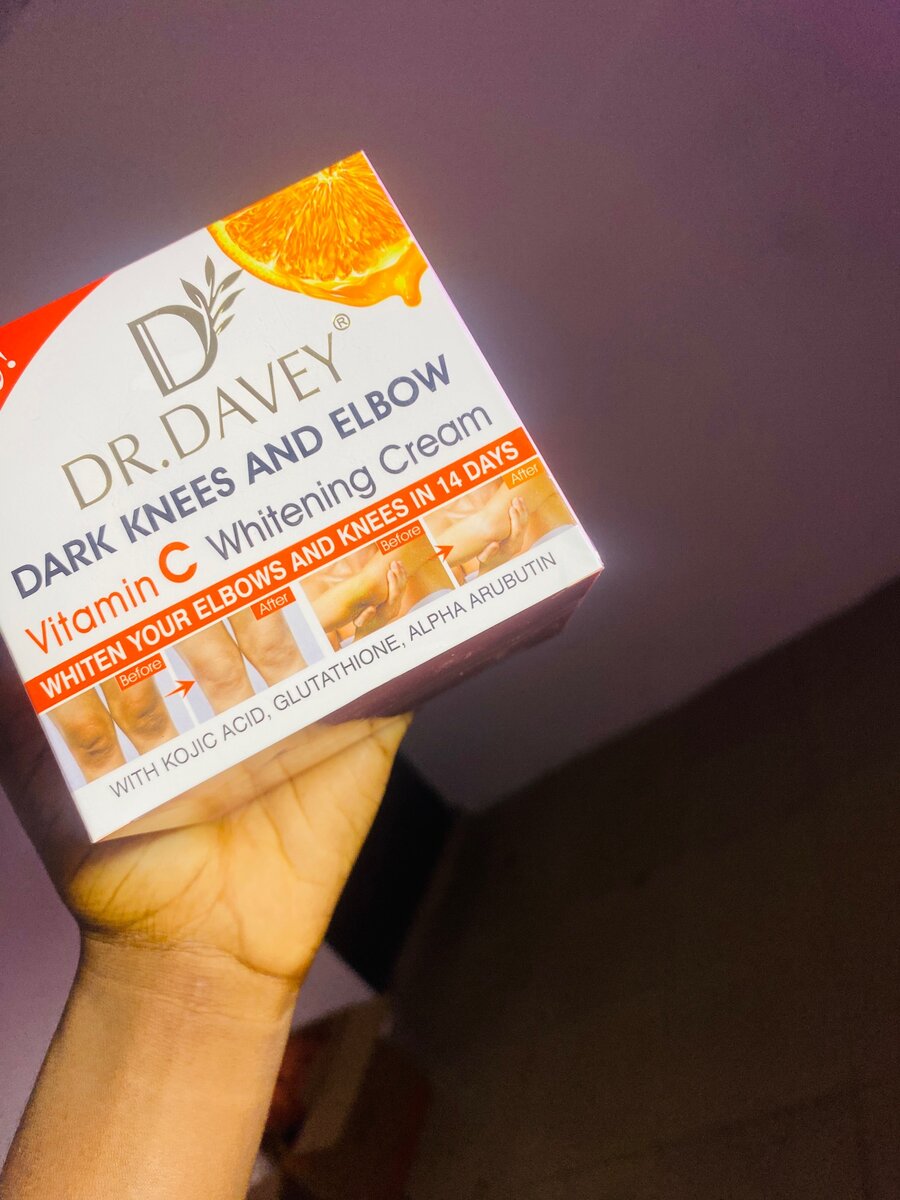 DR.DAVEY®
DARK KNEES AND ELBOW
Vitamin C Whitening Cream
WHITEN YOUR ELBOWS AND KNEES IN 14 DAYS
Before
After
Before
After
WITH KOJIC ACID, GLUTATHIONE, ALPHA ARUBUTIN